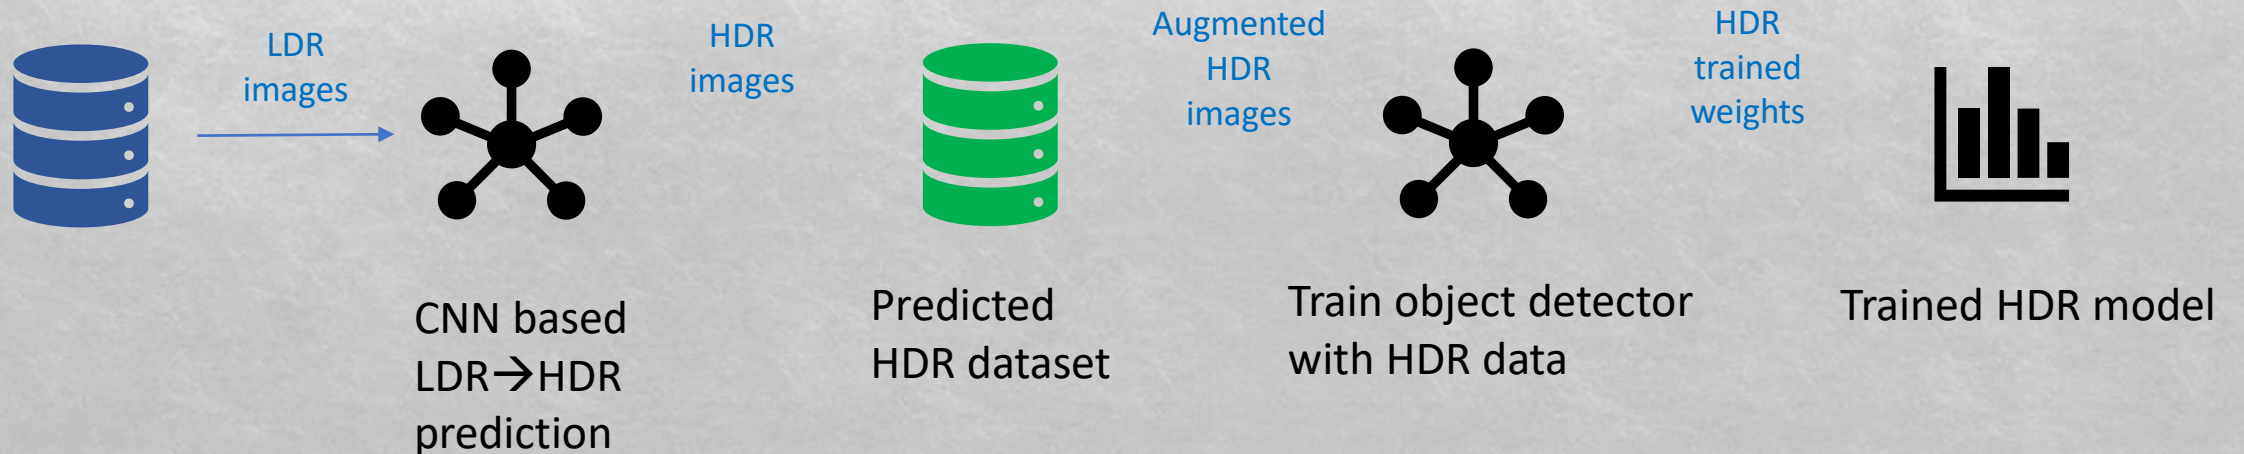 LDR
images
HDR
images
Augmented
HDR
images
HDR
trained
weights
CNN based
LDR→HDR
prediction
Predicted
HDR dataset
Train object detector
with HDR data
Trained HDR model